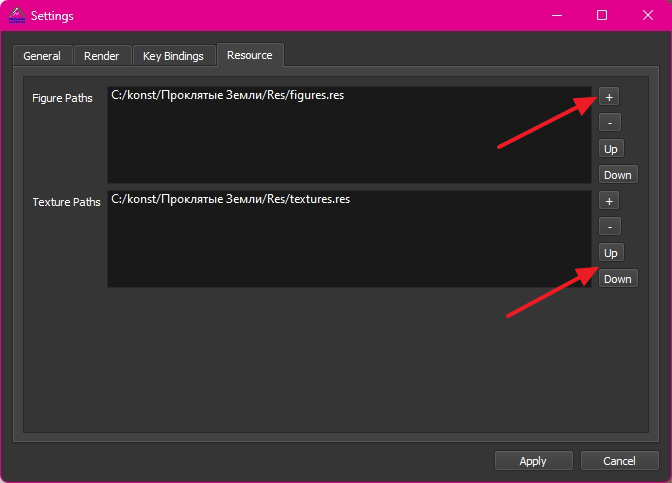 Settings
General Render Key Bindings Resource
Figure Paths C:/konst/Проклятые Земли/Res/figures.res +
-
Up
Down
Texture Paths C:/konst/Проклятые Земли/Res/textures.res +
-
Up
Down
Apply Cancel